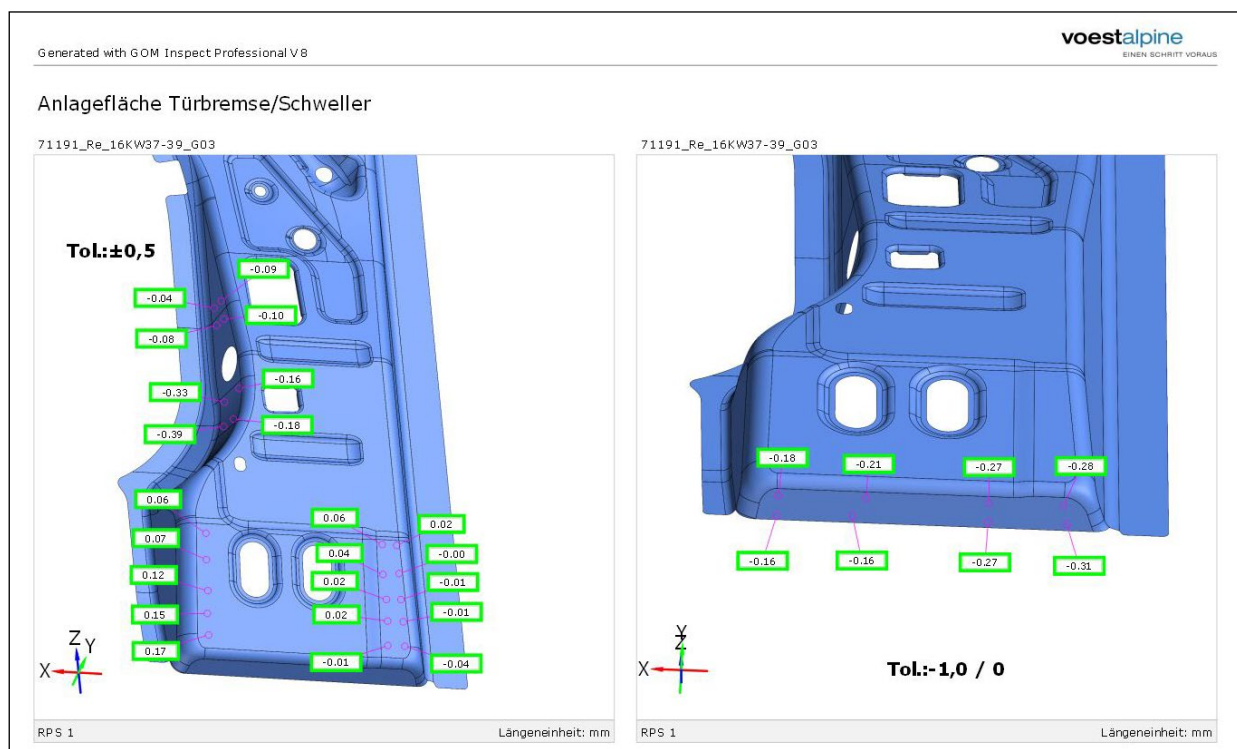 Generated with GOM Inspect Professional V8
voestalpine
EINEN SCHRITT VORAUS
Anlagefläche Türbremse/Schweller
71191_Re_16KW37-39_G03
Tol.:±0,5
-0.09
-0.04
-0.10
-0.08
-0.16
-0.33
-0.18
-0.39
0.06
0.06
0.02
0.07
0.04
-0.00
0.12
0.02
-0.01
0.15
0.02
-0.01
0.17
-0.01
-0.04
Z
Y
X
RPS 1
Längeneinheit: mm
71191_Re_16KW37-39_G03
-0.18
-0.21
-0.27
-0.28
-0.16
-0.16
-0.27
-0.31
Y
Z
X
Tol.:-1,0 / 0
RPS 1
Längeneinheit: mm